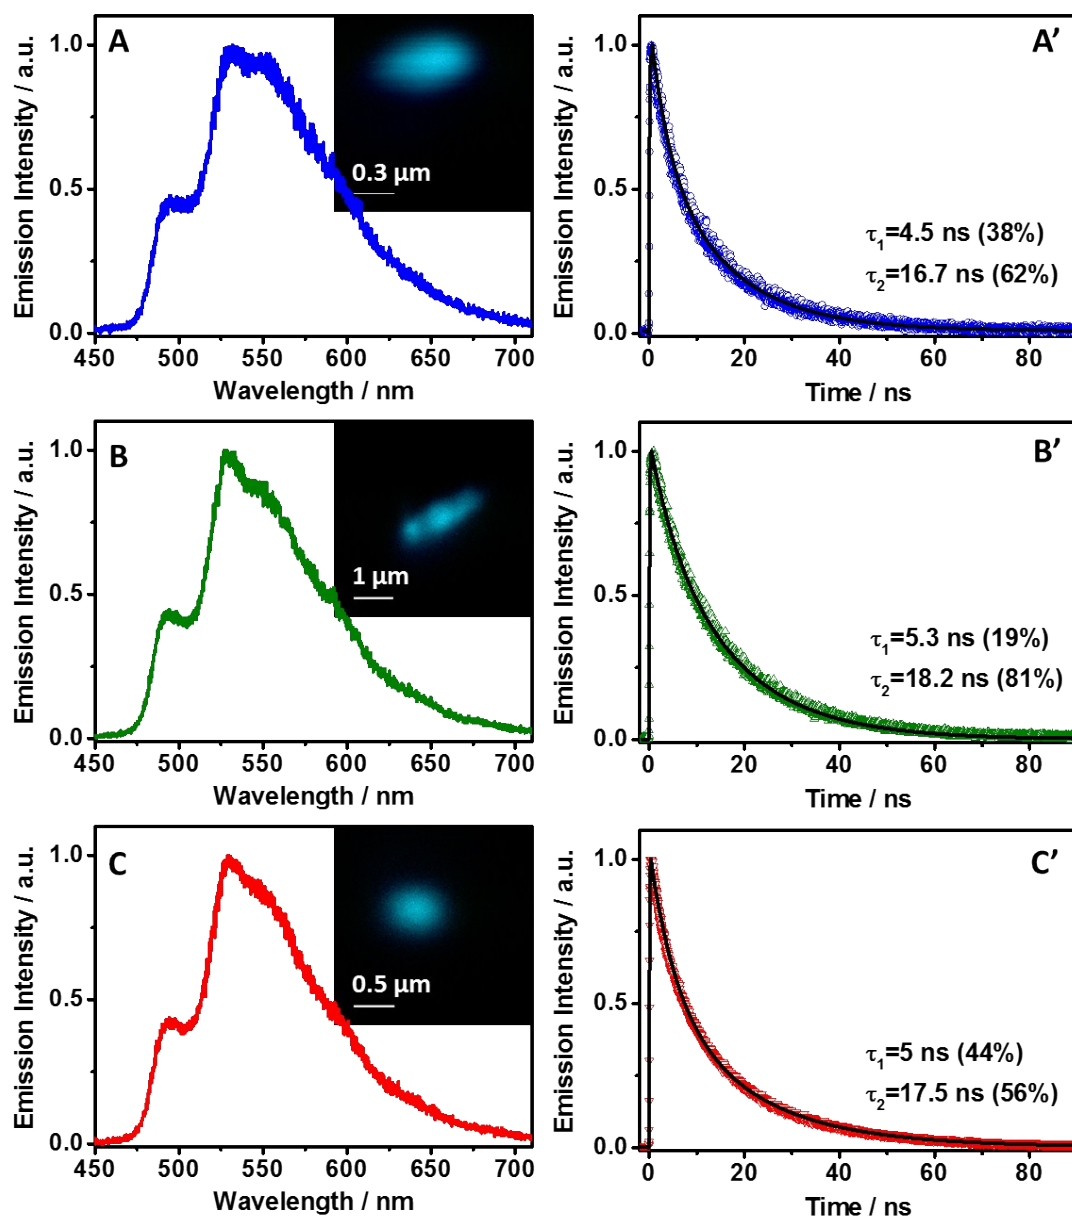 A
Emission Intensity / a.u.
1.0
0.5
0.0
0.3 μm
450 500 550 600 650 700
Wavelength / nm
A’
Emission Intensity / a.u.
1.0
0.5
0.0
τ1=4.5 ns (38%)
τ2=16.7 ns (62%)
0 20 40 60 80
Time / ns
B
Emission Intensity / a.u.
1.0
0.5
0.0
1 μm
450 500 550 600 650 700
Wavelength / nm
B’
Emission Intensity / a.u.
1.0
0.5
0.0
τ1=5.3 ns (19%)
τ2=18.2 ns (81%)
0 20 40 60 80
Time / ns
C
Emission Intensity / a.u.
1.0
0.5
0.0
0.5 μm
450 500 550 600 650 700
Wavelength / nm
C’
Emission Intensity / a.u.
1.0
0.5
0.0
τ1=5 ns (44%)
τ2=17.5 ns (56%)
0 20 40 60 80
Time / ns